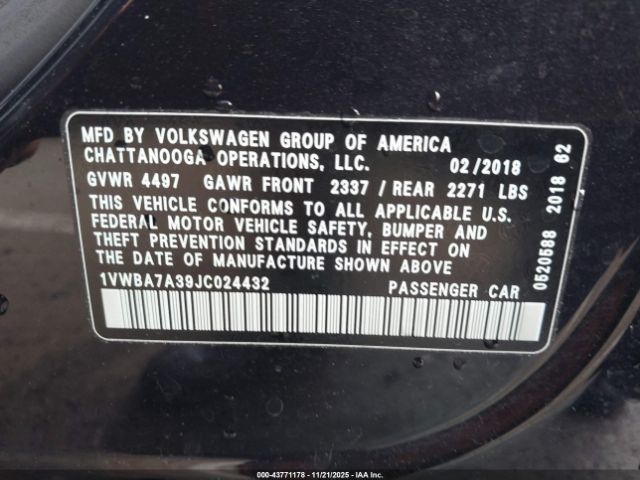 MFD BY VOLKSWAGEN GROUP OF AMERICA
CHATTANOOGA OPERATIONS, LLC. 02/2018
GVWR 4497 GAWR FRONT 2337 / REAR 2271 LBS
THIS VEHICLE CONFORMS TO ALL APPLICABLE U.S.
FEDERAL MOTOR VEHICLE SAFETY, BUMPER AND
THEFT PREVENTION STANDARDS IN EFFECT ON
THE DATE OF MANUFACTURE SHOWN ABOVE
1VWBA7A39JC024432 PASSENGER CAR
0520588 2018 62
000-43771178 - 11/21/2025 - IAA Inc.